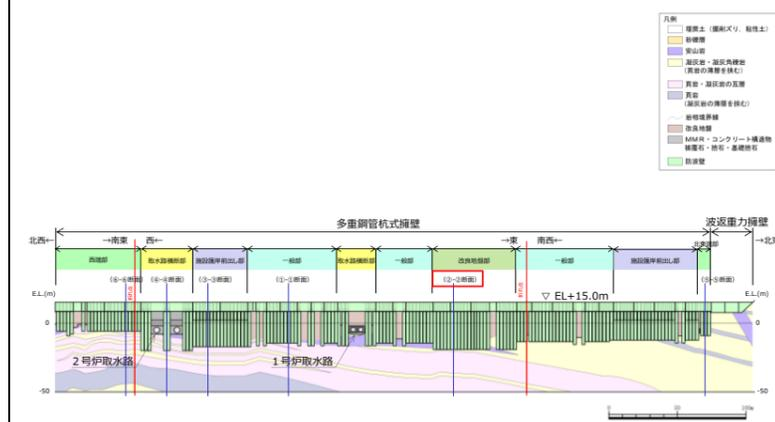 凡例
埋戻土（掘削ズリ，粘性土）
砂礫層
安山岩
凝灰岩・凝灰角礫岩
(頁岩の薄層を挟む)
頁岩・凝灰岩の互層
頁岩
(凝灰岩の薄層を挟む)
岩相境界線
改良地盤
MMR・コンクリート構造物
被覆石・捨石・基礎捨石
防波壁
多重鋼管杭式擁壁
波返重力擁壁
北西← →南東 西← →東 南西←
西端部 取水路横断部 施設護岸前出し部 一般部 取水路横断部 一般部 改良地盤部 一般部 施設護岸前出し部
(⑥-⑥断面) (④-④断面) (③-③断面) (①-①断面) (②-②断面) (⑤-⑤断面)
E.L.(m) ▽ EL+15.0m E.L.(m)
0 0
2号炉取水路 1号炉取水路
-50 -50
0 50 100m